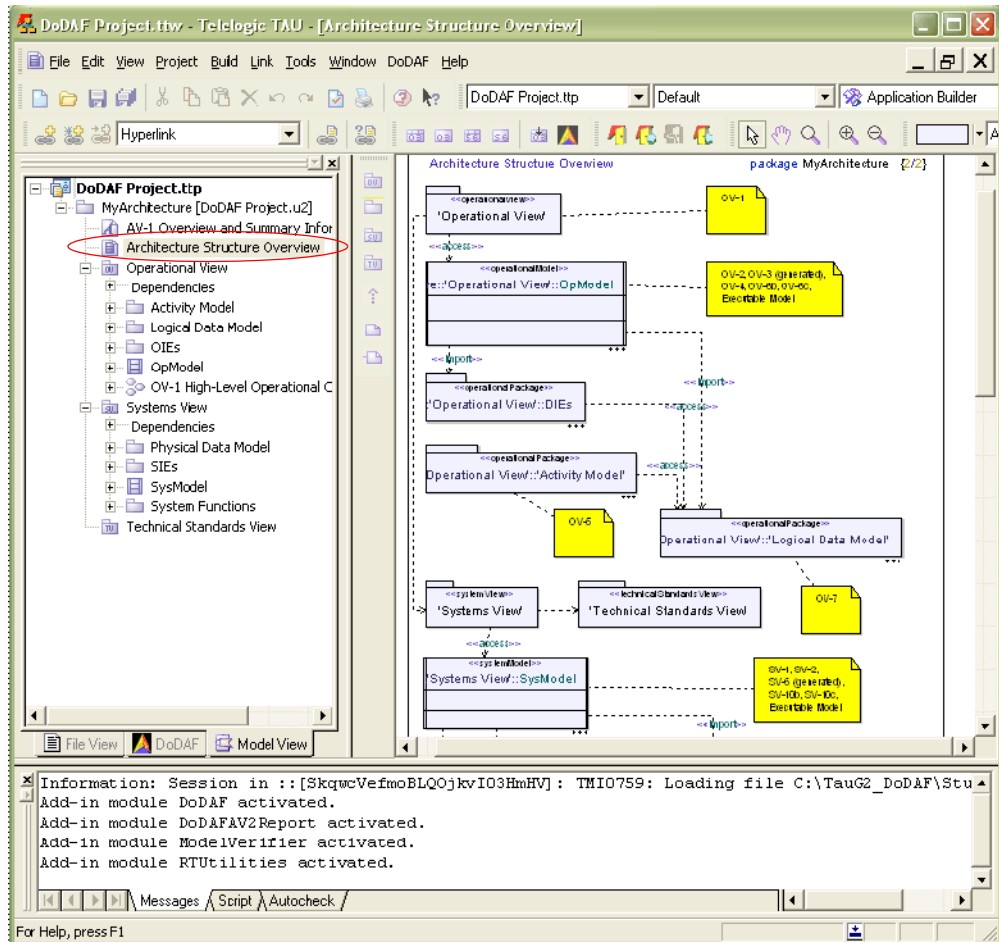 DoDAF Project.ttw - Telelogic TAU - [Architecture Structure Overview]
File Edit View Project Build Link Tools Window DoDAF Help
DoDAF Project.ttp
Default
Application Builder
Hyperlink
DoDAF Project.ttp
MyArchitecture [DoDAF Project.u2]
AV-1 Overview and Summary Infor
Architecture Structure Overview
Operational View
Dependencies
Activity Model
Logical Data Model
OIEs
OpModel
OV-1 High-Level Operational C
Systems View
Dependencies
Physical Data Model
SIEs
SysModel
System Functions
Technical Standards View
File View
DoDAF
Model View
Architecture Structure Overview
package MyArchitecture {2/2}
<<operationalview>>
'Operational View'
OV-1
<<access>>
<<operationalModel>>
re::'Operational View'::OpModel
OV-2,OV-3 (generated),
OV-4,OV-6b,OV-6c,
Executable Model
<<import>>
<<import>>
<<operationalPackage>>
:'Operational View'::OIEs
<<access>>
<<operationalPackage>>
Operational View'::'Activity Model'
<<access>>
OV-5
<<operationalPackage>>
Operational View'::'Logical Data Model'
OV-7
<<systemView>>
'Systems View'
<<technicalStandardsView>>
'Technical Standards View'
<<access>>
<<systemModel>>
'Systems View'::SysModel
SV-1, SV-2,
SV-6 (generated),
SV-10b, SV-10c,
Executable Model
<<import>>
Information: Session in ::[SkqwcVefmoBLQOjkvIO3HmHV]: TMI0759: Loading file C:\TauG2_DoDAF\Stu
Add-in module DoDAF activated.
Add-in module DoDAFAV2Report activated.
Add-in module ModelVerifier activated.
Add-in module RTUtilities activated.
Messages
Script
Autocheck
For Help, press F1